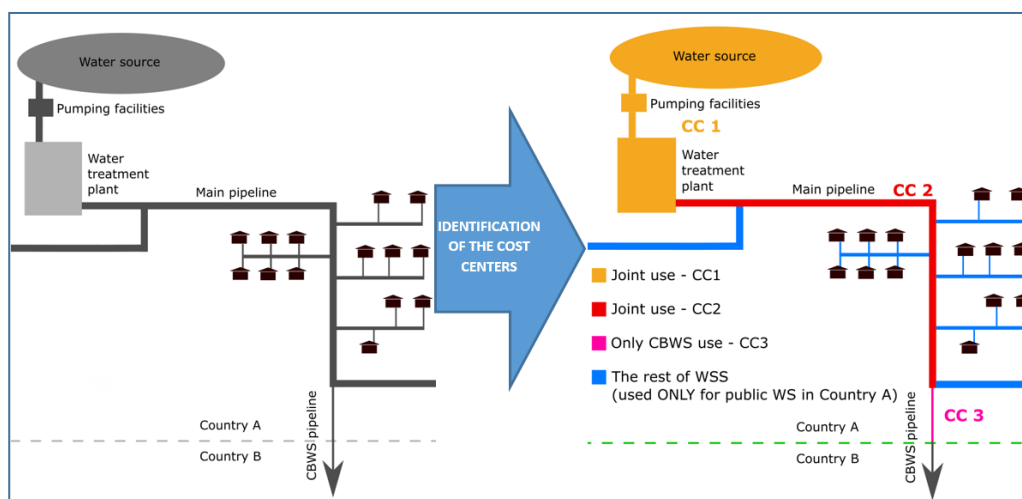 Water source
Pumping facilities
Water
treatment
plant
Main pipeline
CBWS pipeline
Country A
Country B
IDENTIFICATION
OF THE COST
CENTERS
Water source
Pumping facilities
CC 1
Water
treatment
plant
Main pipeline
CC 2
Joint use - CC1
Joint use - CC2
Only CBWS use - CC3
The rest of WSS
(used ONLY for public WS in Country A)
CC 3
CBWS pipeline
Country A
Country B